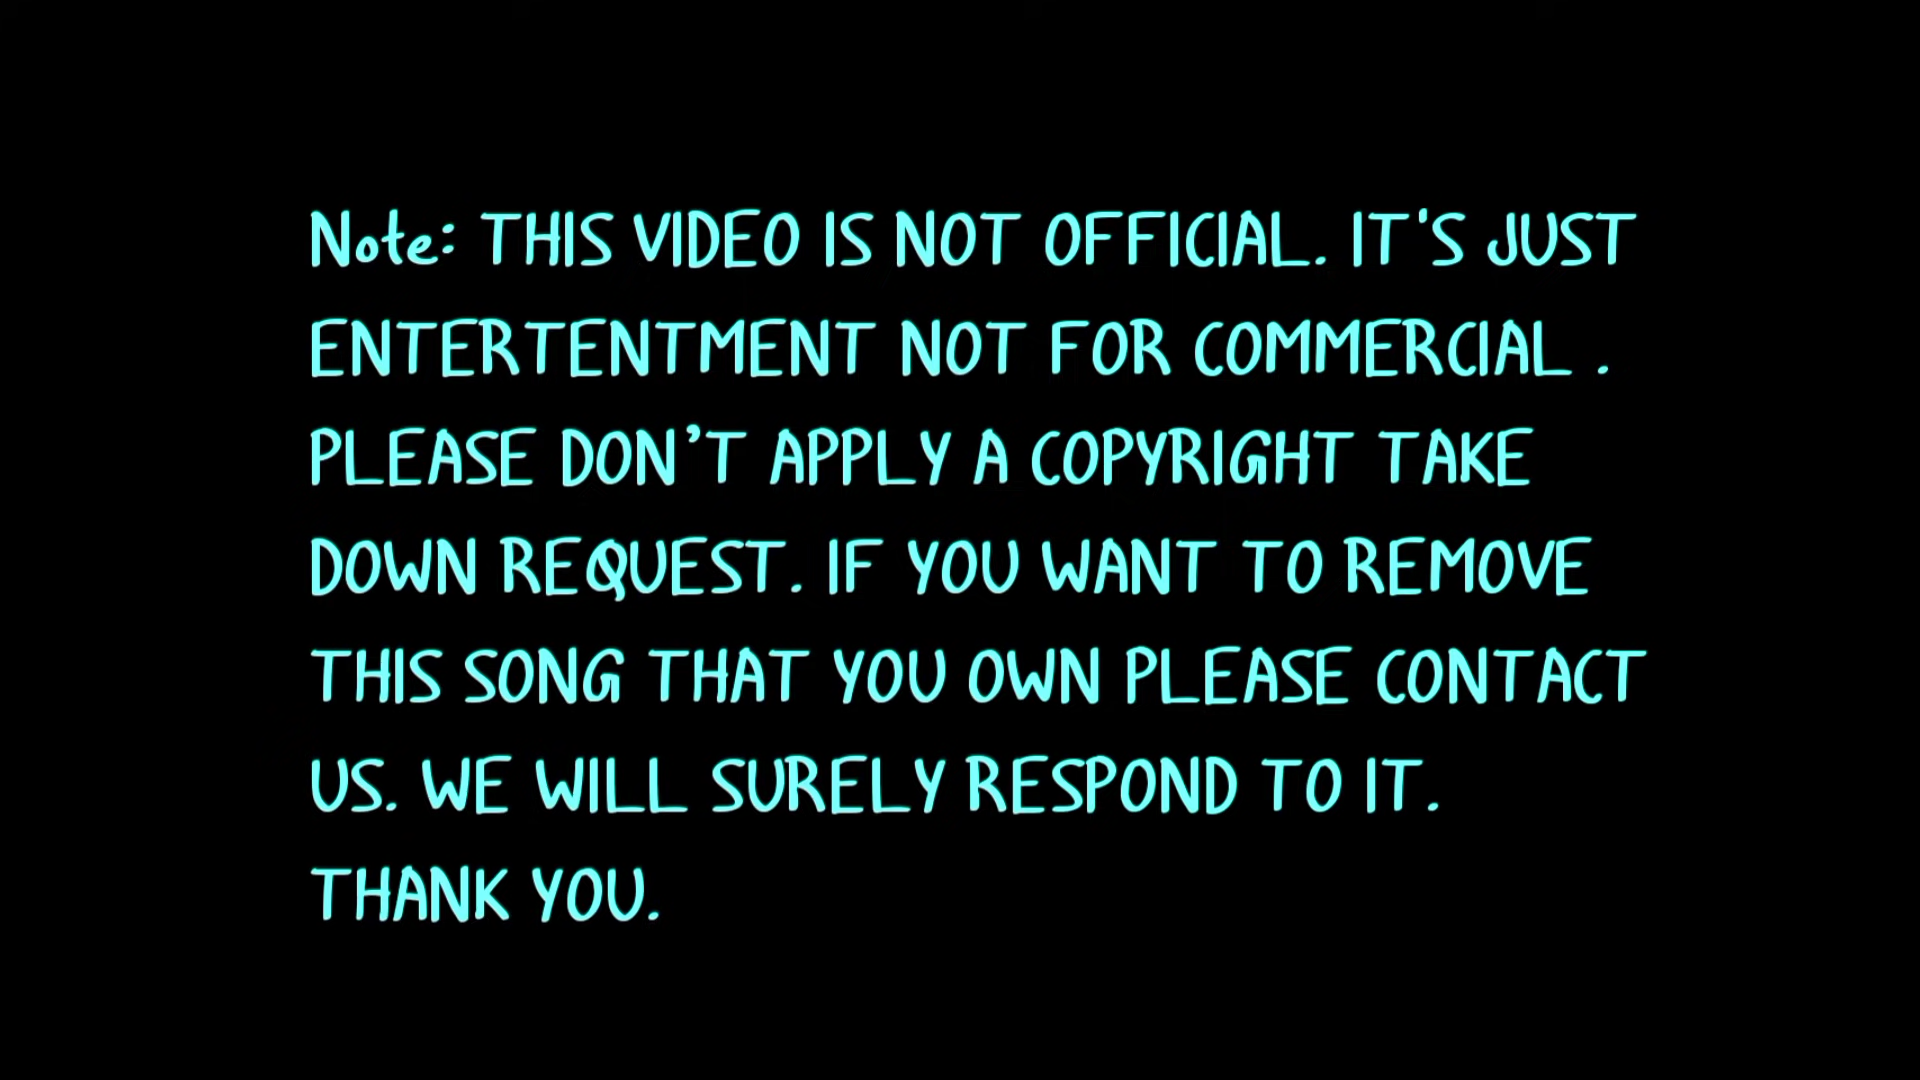 Note: THIS VIDEO IS NOT OFFICIAL. IT'S JUST
ENTERTENTMENT NOT FOR COMMERCIAL .
PLEASE DON’T APPLY A COPYRIGHT TAKE
DOWN REQUEST. IF YOU WANT TO REMOVE
THIS SONG THAT YOU OWN PLEASE CONTACT
US. WE WILL SURELY RESPOND TO IT.
THANK YOU.